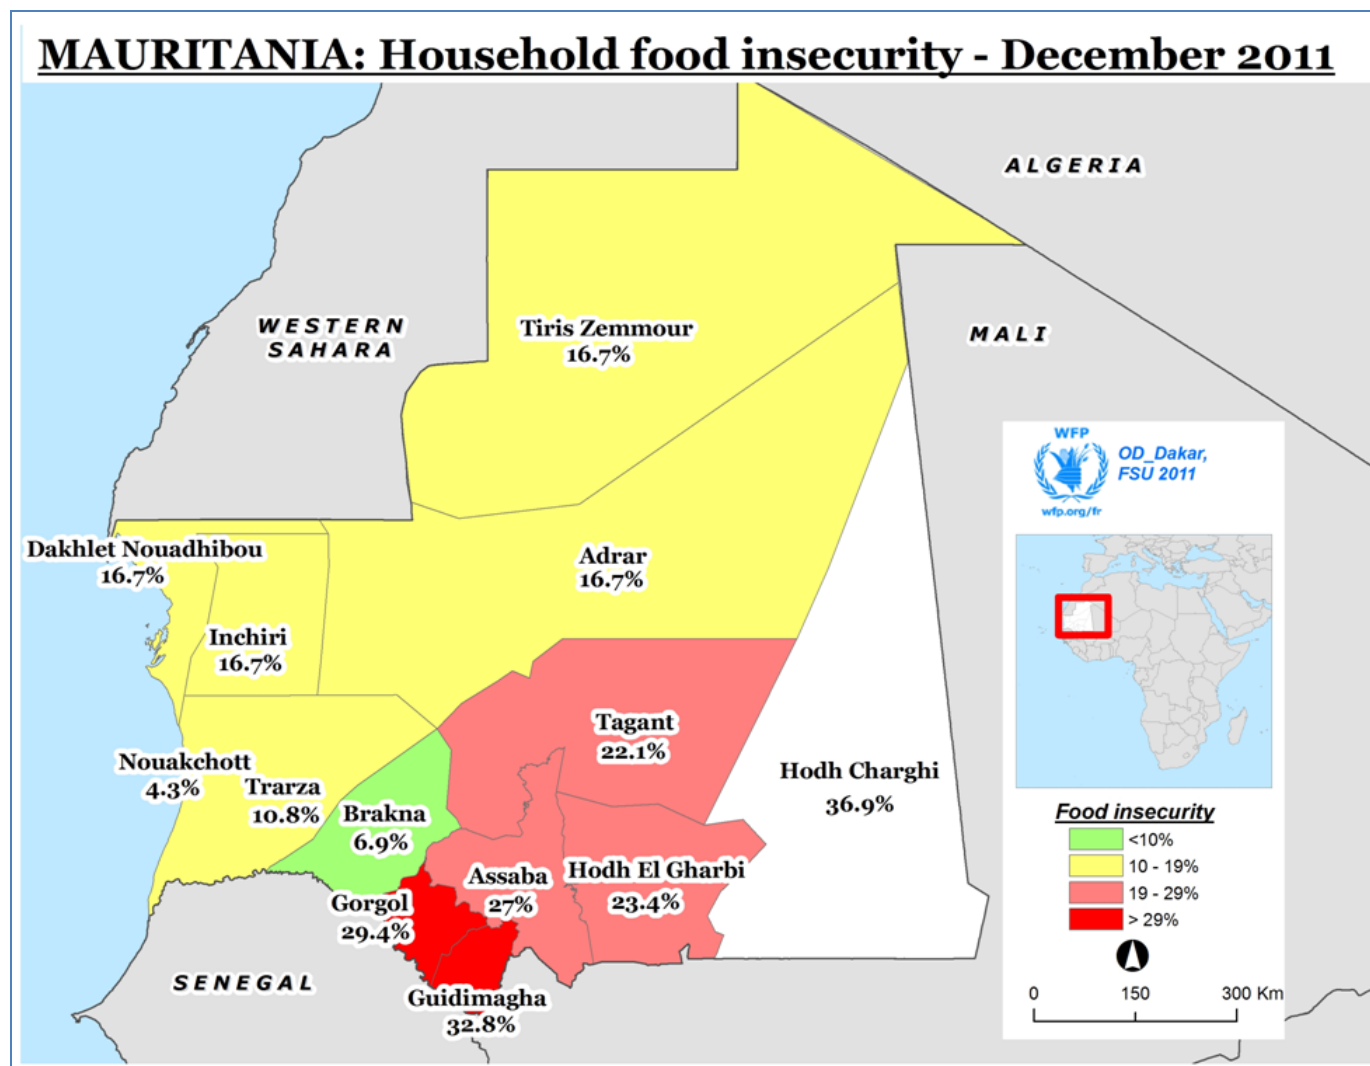 MAURITANIA: Household food insecurity - December 2011
ALGERIA
WESTERN
SAHARA
Tiris Zemmour
16.7%
MALI
WFP
wfp.org/fr
OD_Dakar,
FSU 2011
Dakhlet Nouadhibou
16.7%
Adrar
16.7%
Inchiri
16.7%
Tagant
22.1%
Nouakchott
4.3%
Trarza
10.8%
Hodh Charghi
36.9%
Brakna
6.9%
Assaba
27%
Hodh El Gharbi
23.4%
Gorgol
29.4%
Guidimagha
32.8%
SENEGAL
Food insecurity
<10%
10 - 19%
19 - 29%
> 29%
0 150 300 Km